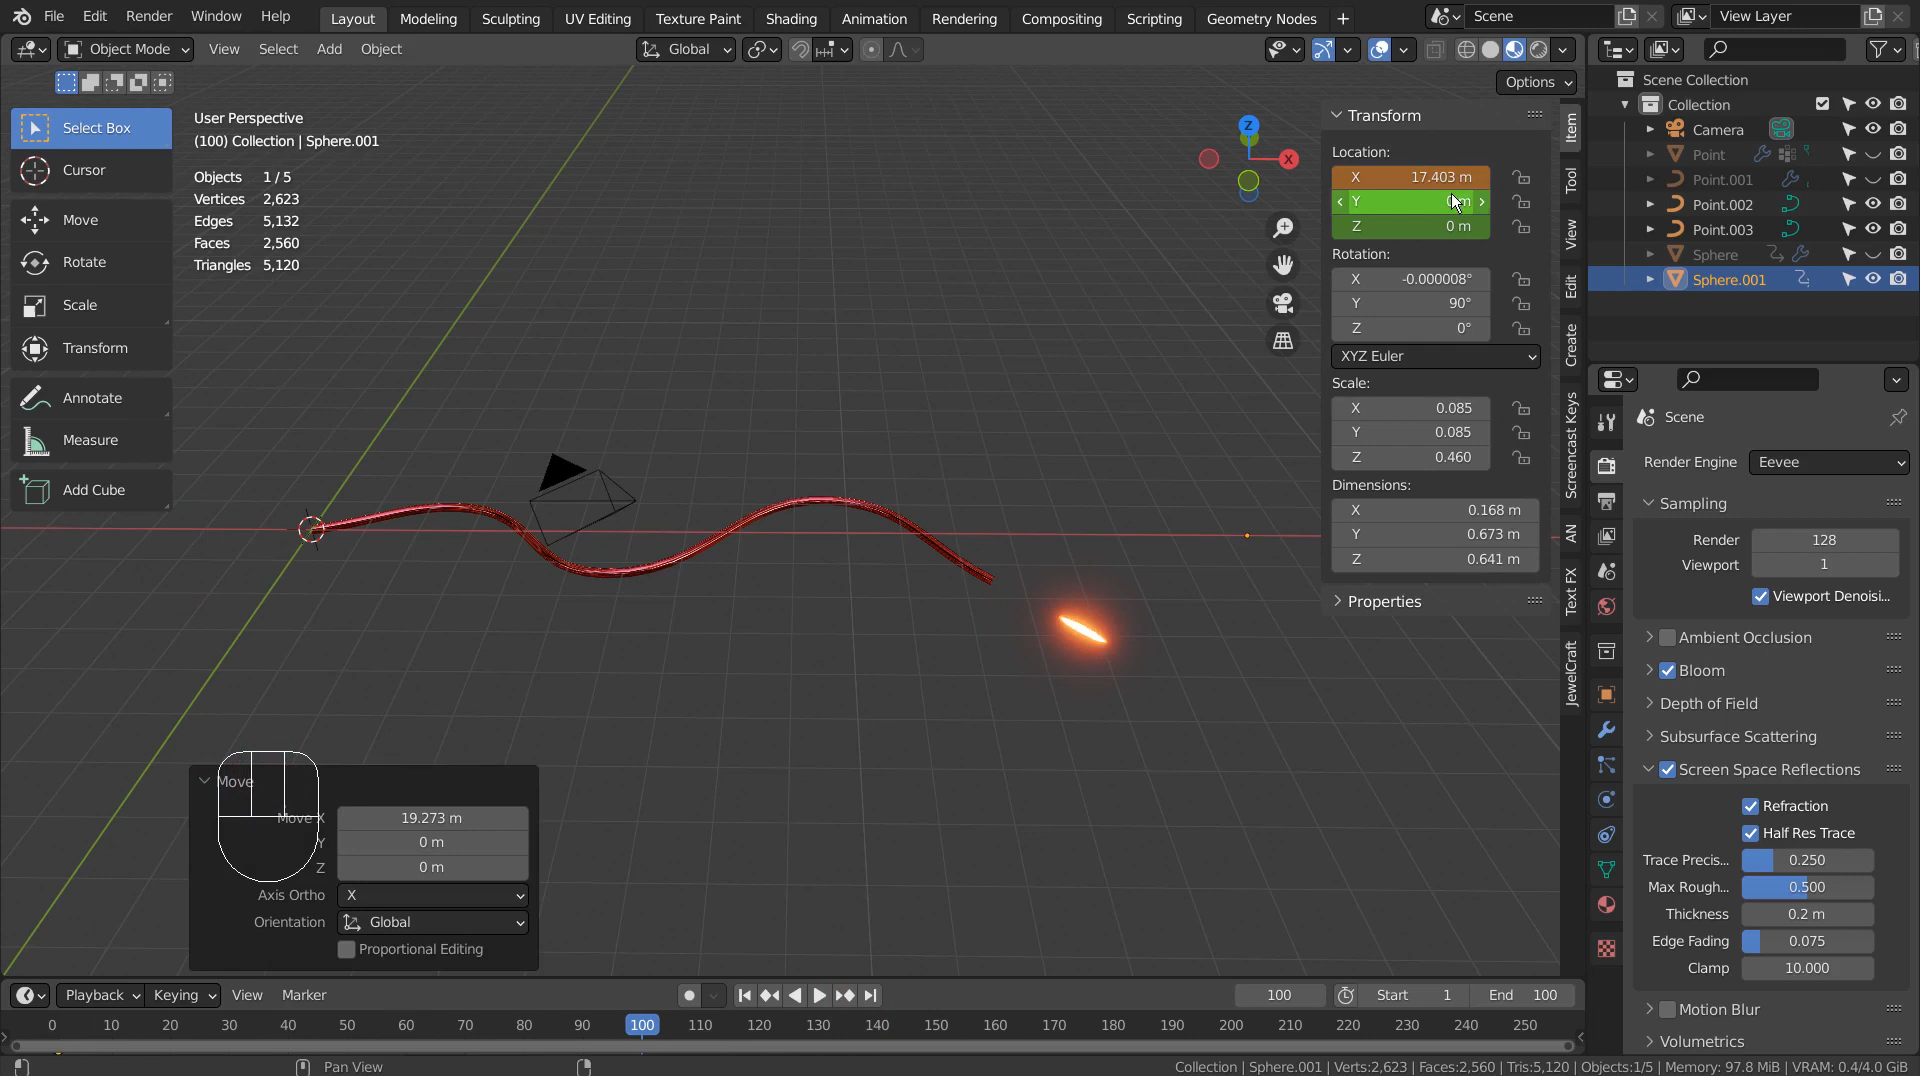 File Edit Render Window Help Layout Modeling Sculpting UV Editing Texture Paint Shading Animation Rendering Compositing Scripting Geometry Nodes + Scene View Layer
Object Mode View Select Add Object Global
Options
Select Box
Cursor
Move
Rotate
Scale
Transform
Annotate
Measure
Add Cube
User Perspective
(100) Collection | Sphere.001
Objects 1 / 5
Vertices 2,623
Edges 5,132
Faces 2,560
Triangles 5,120
Z
X
Transform
Location:
X 17.403 m
Y
Z 0 m
Rotation:
X -0.000008°
Y 90°
Z 0°
XYZ Euler
Scale:
X 0.085
Y 0.085
Z 0.460
Dimensions:
X 0.168 m
Y 0.673 m
Z 0.641 m
Properties
Item
Tool
View
Edit
Create
Screencast Keys
AN
Text FX
JewelCraft
Scene Collection
Collection
Camera
Point
Point.001
Point.002
Point.003
Sphere
Sphere.001
Scene
Render Engine Eevee
Sampling
Render 128
Viewport 1
Viewport Denoisi...
Ambient Occlusion
Bloom
Depth of Field
Subsurface Scattering
Screen Space Reflections
Refraction
Half Res Trace
Trace Precis... 0.250
Max Rough... 0.500
Thickness 0.2 m
Edge Fading 0.075
Clamp 10.000
Motion Blur
Volumetrics
Move
Move X 19.273 m
Y 0 m
Z 0 m
Axis Ortho X
Orientation Global
Proportional Editing
Playback Keying View Marker 100 Start 1 End 100
0 10 20 30 40 50 60 70 80 90 100 110 120 130 140 150 160 170 180 190 200 210 220 230 240 250
Pan View
Collection | Sphere.001 | Verts:2,623 | Faces:2,560 | Tris:5,120 | Objects:1/5 | Memory: 97.8 MiB | VRAM: 0.4/4.0 GiB